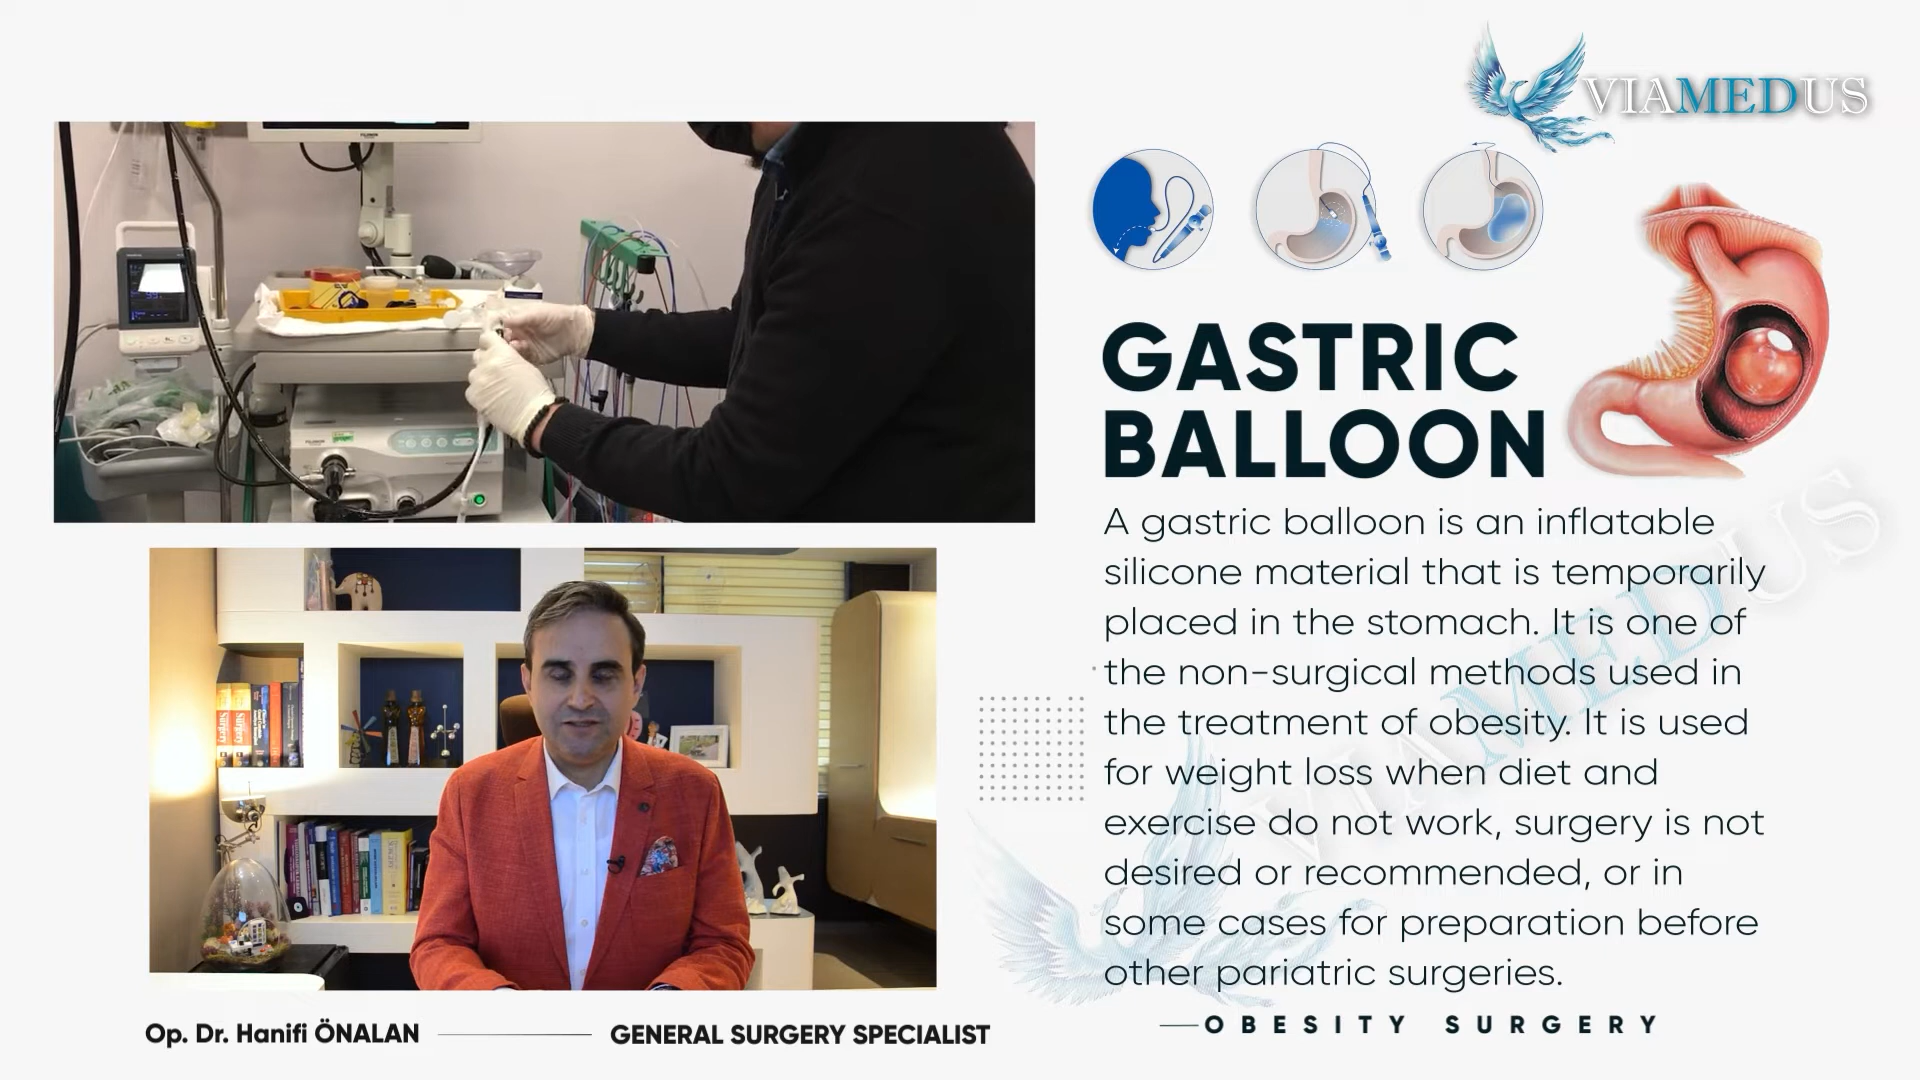 VIAMEDUS
GASTRIC
BALLOON
A gastric balloon is an inflatable
silicone material that is temporarily
placed in the stomach. It is one of
the non-surgical methods used in
the treatment of obesity. It is used
for weight loss when diet and
exercise do not work, surgery is not
desired or recommended, or in
some cases for preparation before
other pariatric surgeries.
OBESITY SURGERY
VIAMEDUS
Op. Dr. Hanifi ÖNALAN
GENERAL SURGERY SPECIALIST